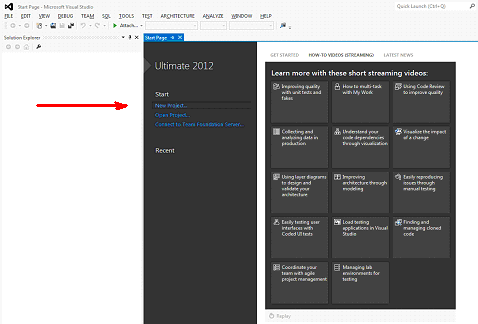 Start Page - Microsoft Visual Studio
Quick Launch (Ctrl+Q)
FILE EDIT VIEW DEBUG TEAM SQL TOOLS TEST ARCHITECTURE ANALYZE WINDOW HELP
Attach...
Solution Explorer
Start Page
Ultimate 2012
Start
New Project...
Open Project...
Connect to Team Foundation Server...
Recent
GET STARTED HOW-TO VIDEOS (STREAMING) LATEST NEWS
Learn more with these short streaming videos:
Improving quality
with unit tests and
fakes
How to multi-task
with My Work
Using Code Review
to improve quality
Collecting and
analyzing data in
production
Understand your
code dependencies
through visualization
Visualize the impact
of a change
Using layer diagrams
to design and
validate your
architecture
Improving
architecture through
modeling
Easily reproducing
issues through
manual testing
Easily testing user
interfaces with
Coded UI tests
Load testing
applications in Visual
Studio
Finding and
managing cloned
code
Coordinate your
team with agile
project management
Managing lab
environments for
testing
Replay